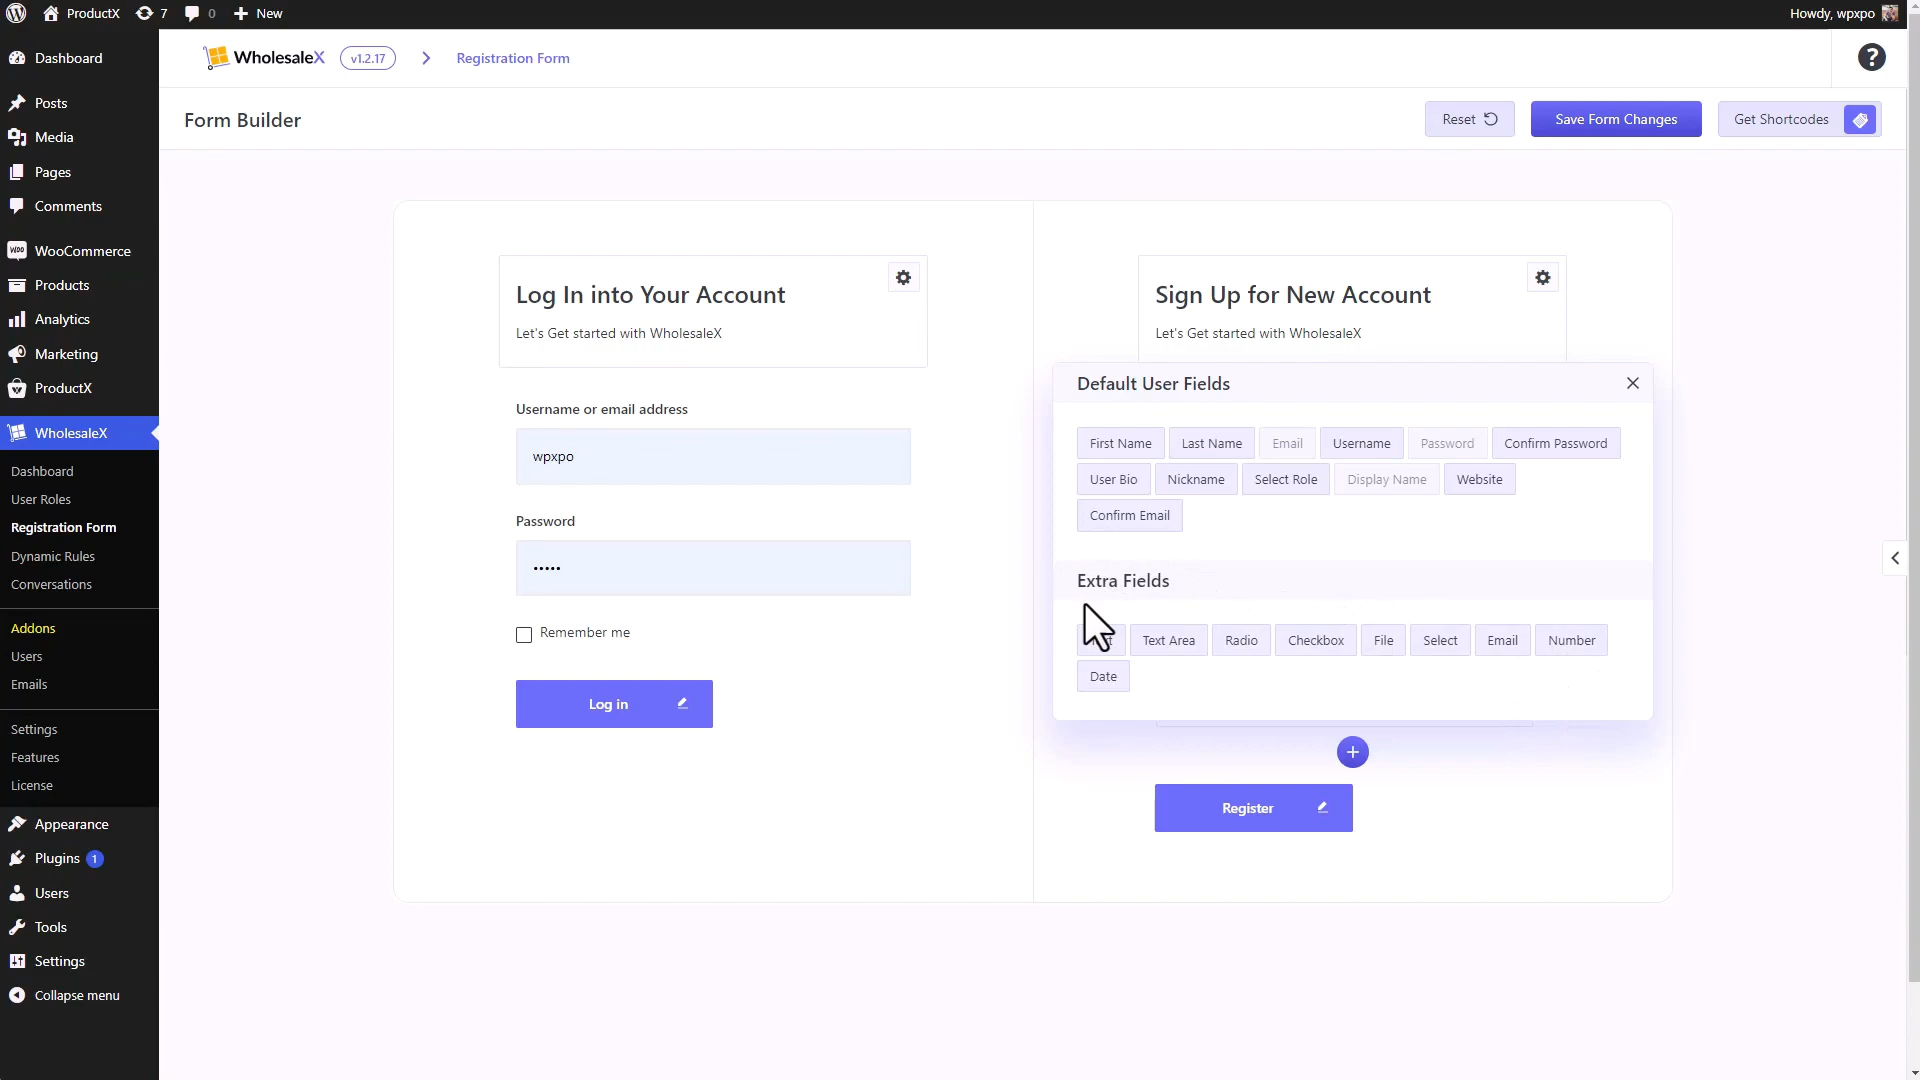 ProductX 7 0 New Howdy, wpxpo
Dashboard
Posts
Media
Pages
Comments
WooCommerce
Products
Analytics
Marketing
ProductX
WholesaleX
Dashboard
User Roles
Registration Form
Dynamic Rules
Conversations
Addons
Users
Emails
Settings
Features
License
Appearance
Plugins 1
Users
Tools
Settings
Collapse menu
WholesaleX v1.2.17 Registration Form ?
Form Builder Reset Save Form Changes Get Shortcodes
Log In into Your Account
Let's Get started with WholesaleX
Username or email address
wpxpo
Password
•••••
Remember me
Log in
Sign Up for New Account
Let's Get started with WholesaleX
Default User Fields
First Name Last Name Email Username Password Confirm Password
User Bio Nickname Select Role Display Name Website
Confirm Email
Extra Fields
Text Area Radio Checkbox File Select Email Number
Date
Register